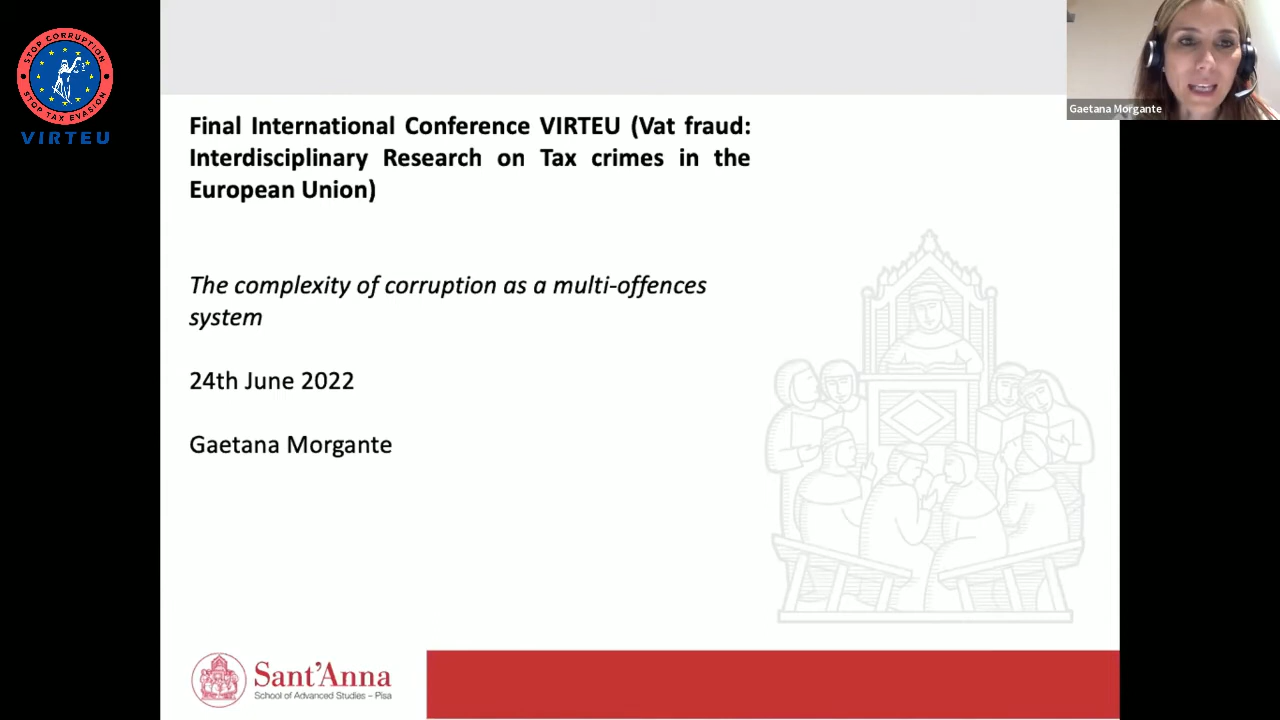 STOP CORRUPTION
STOP TAX EVASION
VIRTEU
Gaetana Morgante
Final International Conference VIRTEU (Vat fraud:
Interdisciplinary Research on Tax crimes in the
European Union)
The complexity of corruption as a multi-offences
system
24th June 2022
Gaetana Morgante
Sant'Anna
School of Advanced Studies – Pisa